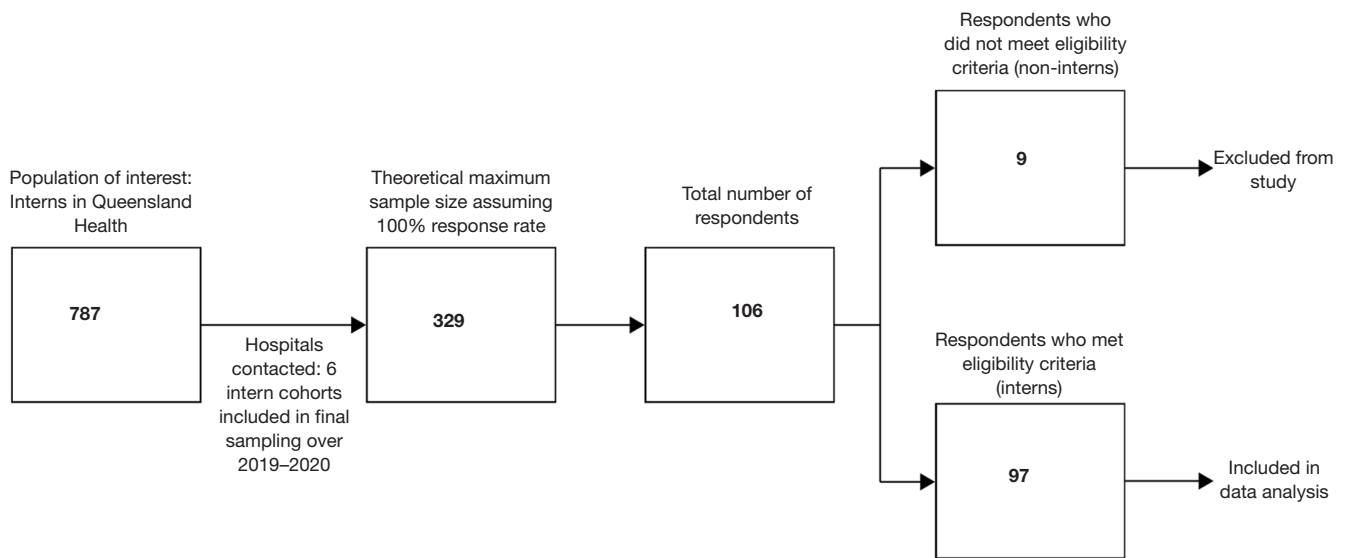 Population of interest:
Interns in Queensland
Health
787
Hospitals
contacted: 6
intern cohorts
included in final
sampling over
2019–2020
Theoretical maximum
sample size assuming
100% response rate
329
Total number of
respondents
106
Respondents who
did not meet eligibility
criteria (non-interns)
9
Excluded from
study
Respondents who met
eligibility criteria
(interns)
97
Included in
data analysis